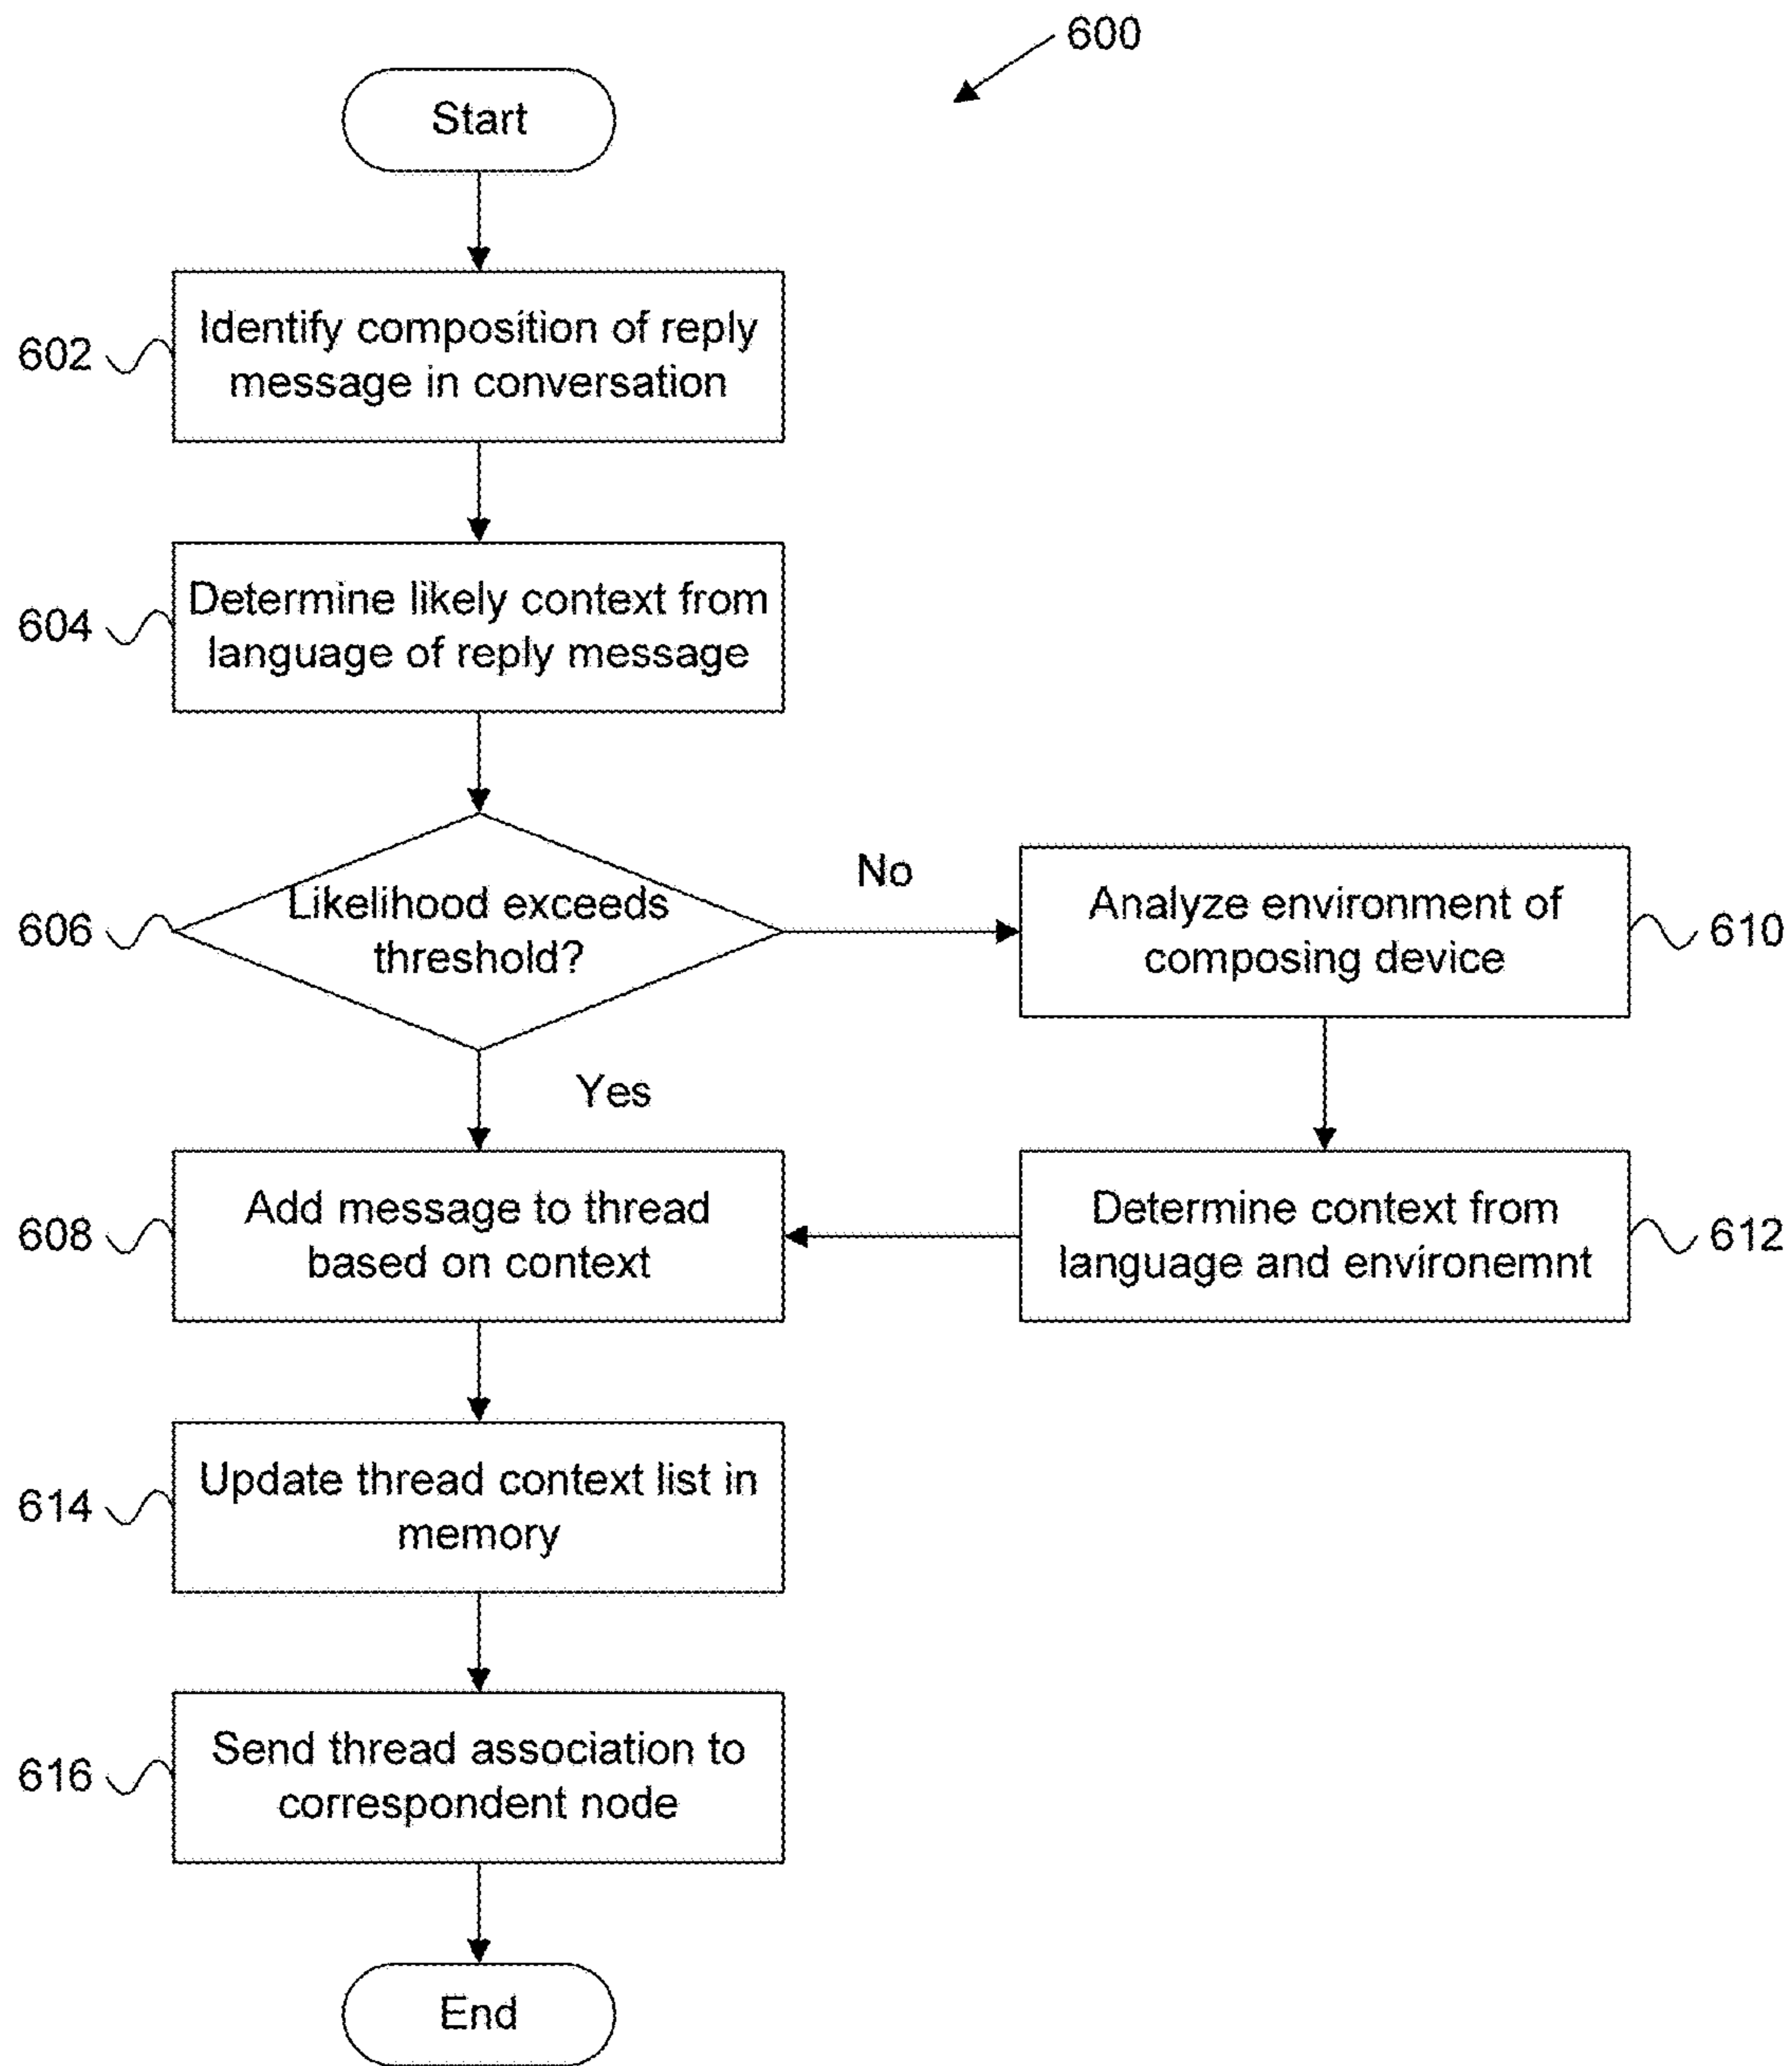 600
Start
602
Identify composition of reply
message in conversation
604
Determine likely context from
language of reply message
606
Likelihood exceeds
threshold?
No
Analyze environment of
composing device
610
Yes
608
Add message to thread
based on context
Determine context from
language and environemnt
612
614
Update thread context list in
memory
616
Send thread association to
correspondent node
End